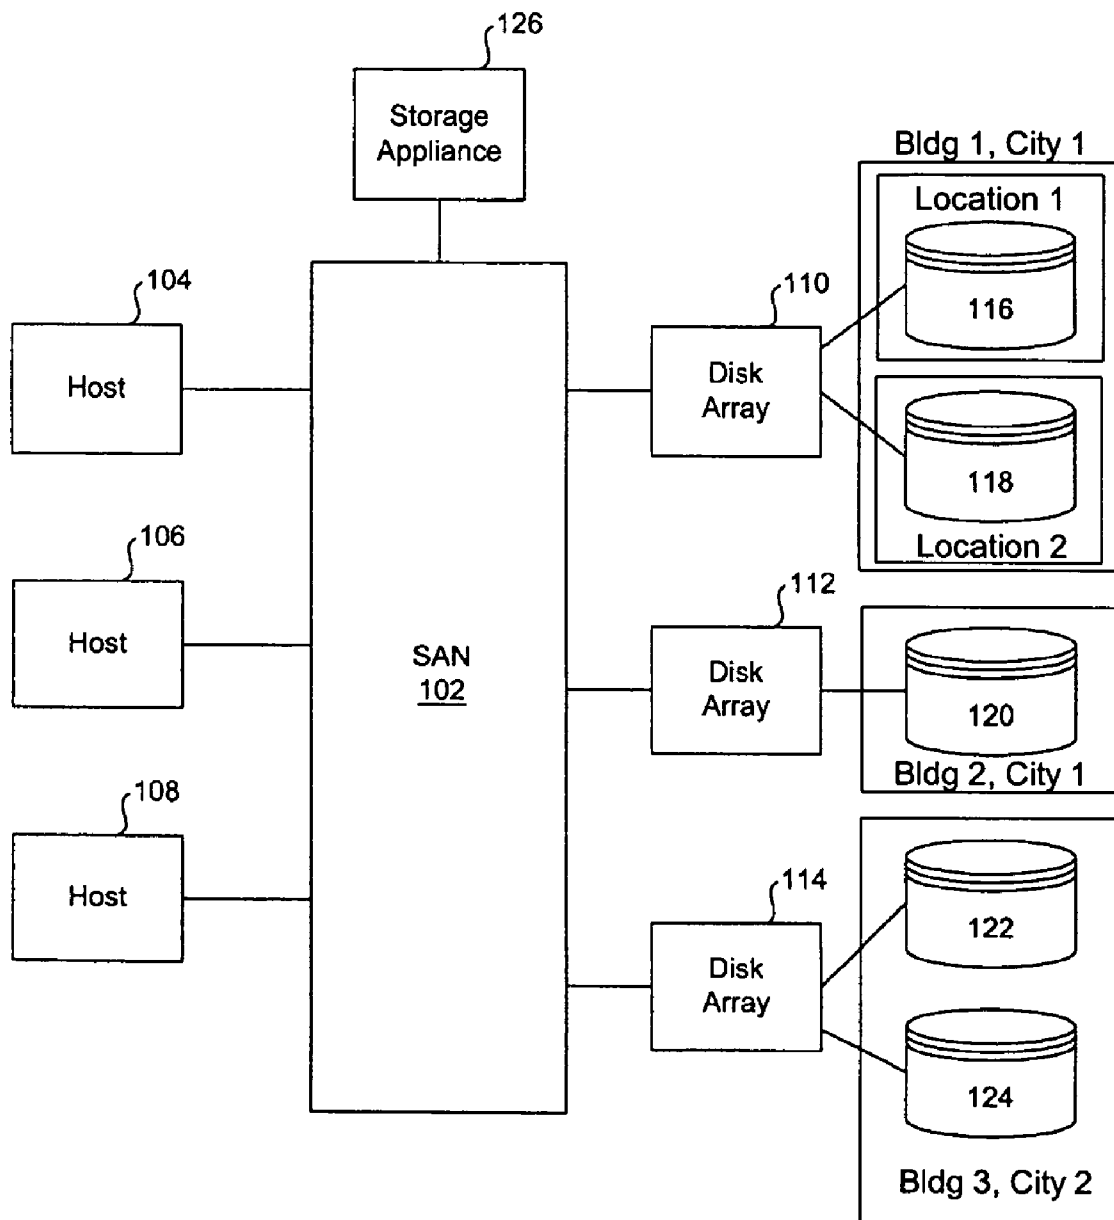 126
Storage
Appliance
Bldg 1, City 1
Location 1
116
118
Location 2
104
Host
110
Disk
Array
106
Host
SAN
102
112
Disk
Array
120
Bldg 2, City 1
108
Host
114
Disk
Array
122
124
Bldg 3, City 2